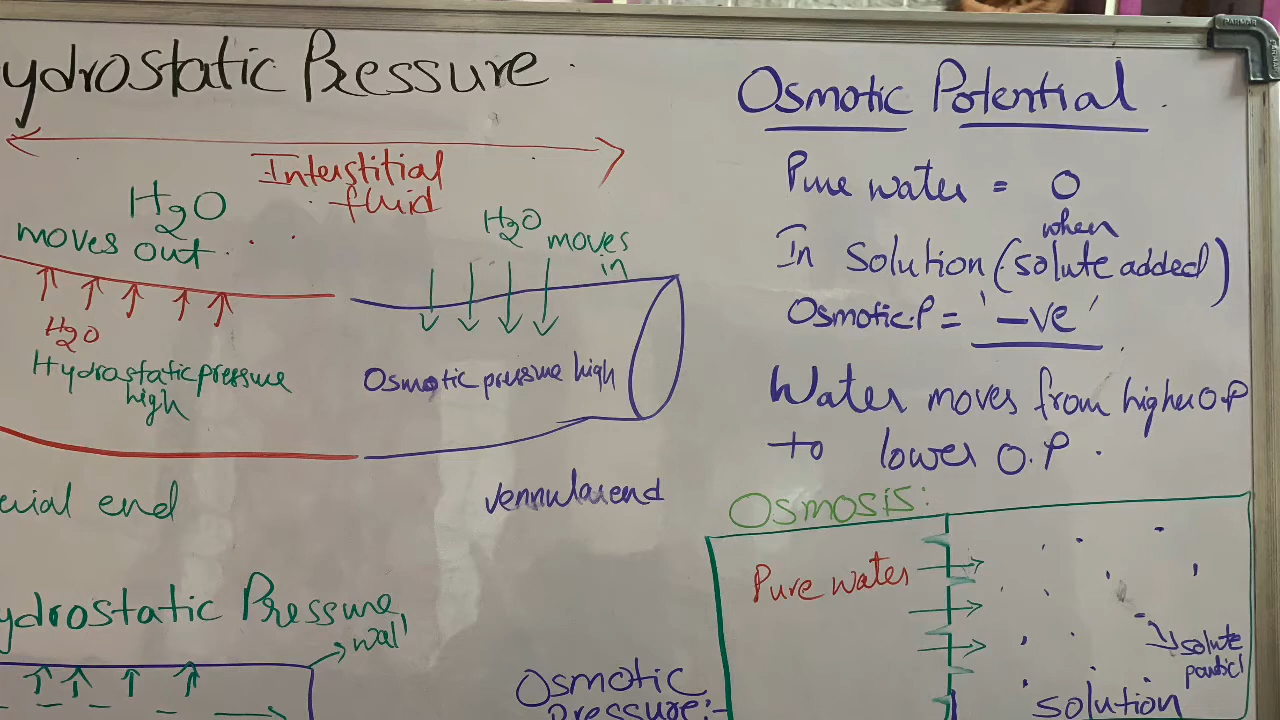 ydrostatic Pressure
Interstitial
fluid
H2O
moves out
H2O moves
in
H2O
Hydrostatic pressure
high
Osmotic pressure high
rial end
vennular end
ydrostatic Pressure
wall
Osmotic Potential
Pure water = 0
when
In solution (solute added)
Osmotic.P = '-ve'
Water moves from higher O.P
to lower O.P.
Osmosis:
Pure water
solute
particl
solution
Osmotic
pressure:-
PARMAR